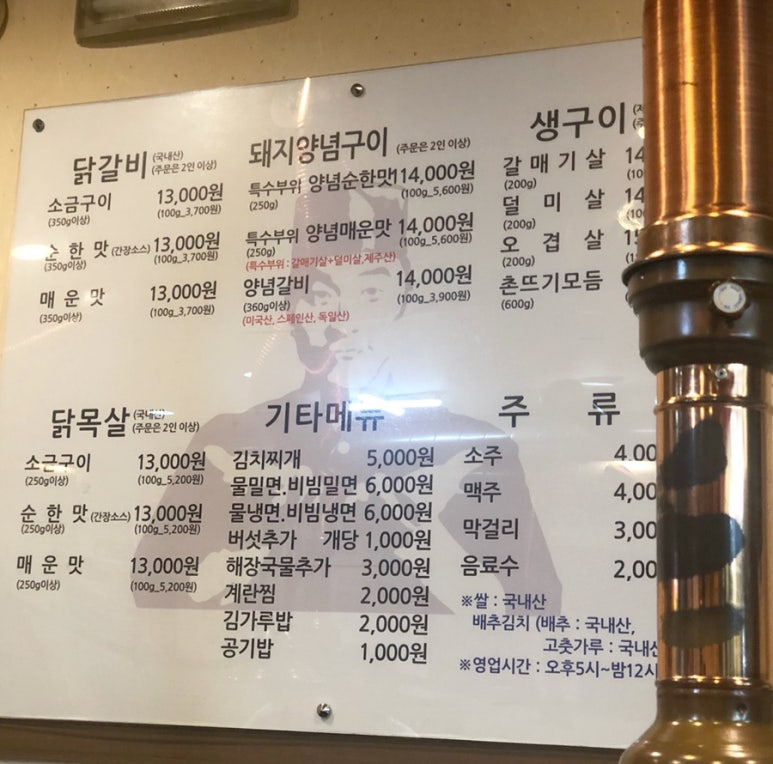 닭갈비 (국내산) (주문은 2인 이상)
소금구이 13,000원
(350g이상) (100g_3,700원)
순한맛 (간장소스) 13,000원
(350g이상) (100g_3,700원)
매운맛 13,000원
(350g이상) (100g_3,700원)
돼지양념구이 (주문은 2인 이상)
특수부위 양념순한맛 14,000원
(250g) (100g_5,600원)
특수부위 양념매운맛 14,000원
(250g) (100g_5,600원)
(특수부위 : 갈매기살+덜미살,제주산)
양념갈비 14,000원
(360g이상) (100g_3,900원)
(미국산, 스페인산, 독일산)
생구이
갈매기살 14
(200g) (10
덜미살 14
(200g) (10
오겹살
(200g)
촌뜨기모듬
(600g)
닭목살 (국내산) (주문은 2인 이상)
소금구이 13,000원
(250g이상) (100g_5,200원)
순한맛 (간장소스) 13,000원
(250g이상) (100g_5,200원)
매운맛 13,000원
(250g이상) (100g_5,200원)
기타메뉴
김치찌개 5,000원
물밀면.비빔밀면 6,000원
물냉면.비빔냉면 6,000원
버섯추가 개당 1,000원
해장국물추가 3,000원
계란찜 2,000원
김가루밥 2,000원
공기밥 1,000원
주류
소주 4,00
맥주 4,00
막걸리 3,00
음료수 2,00
※쌀 : 국내산
배추김치 (배추 : 국내산,
고춧가루 : 국내산
※영업시간 : 오후5시~밤12시